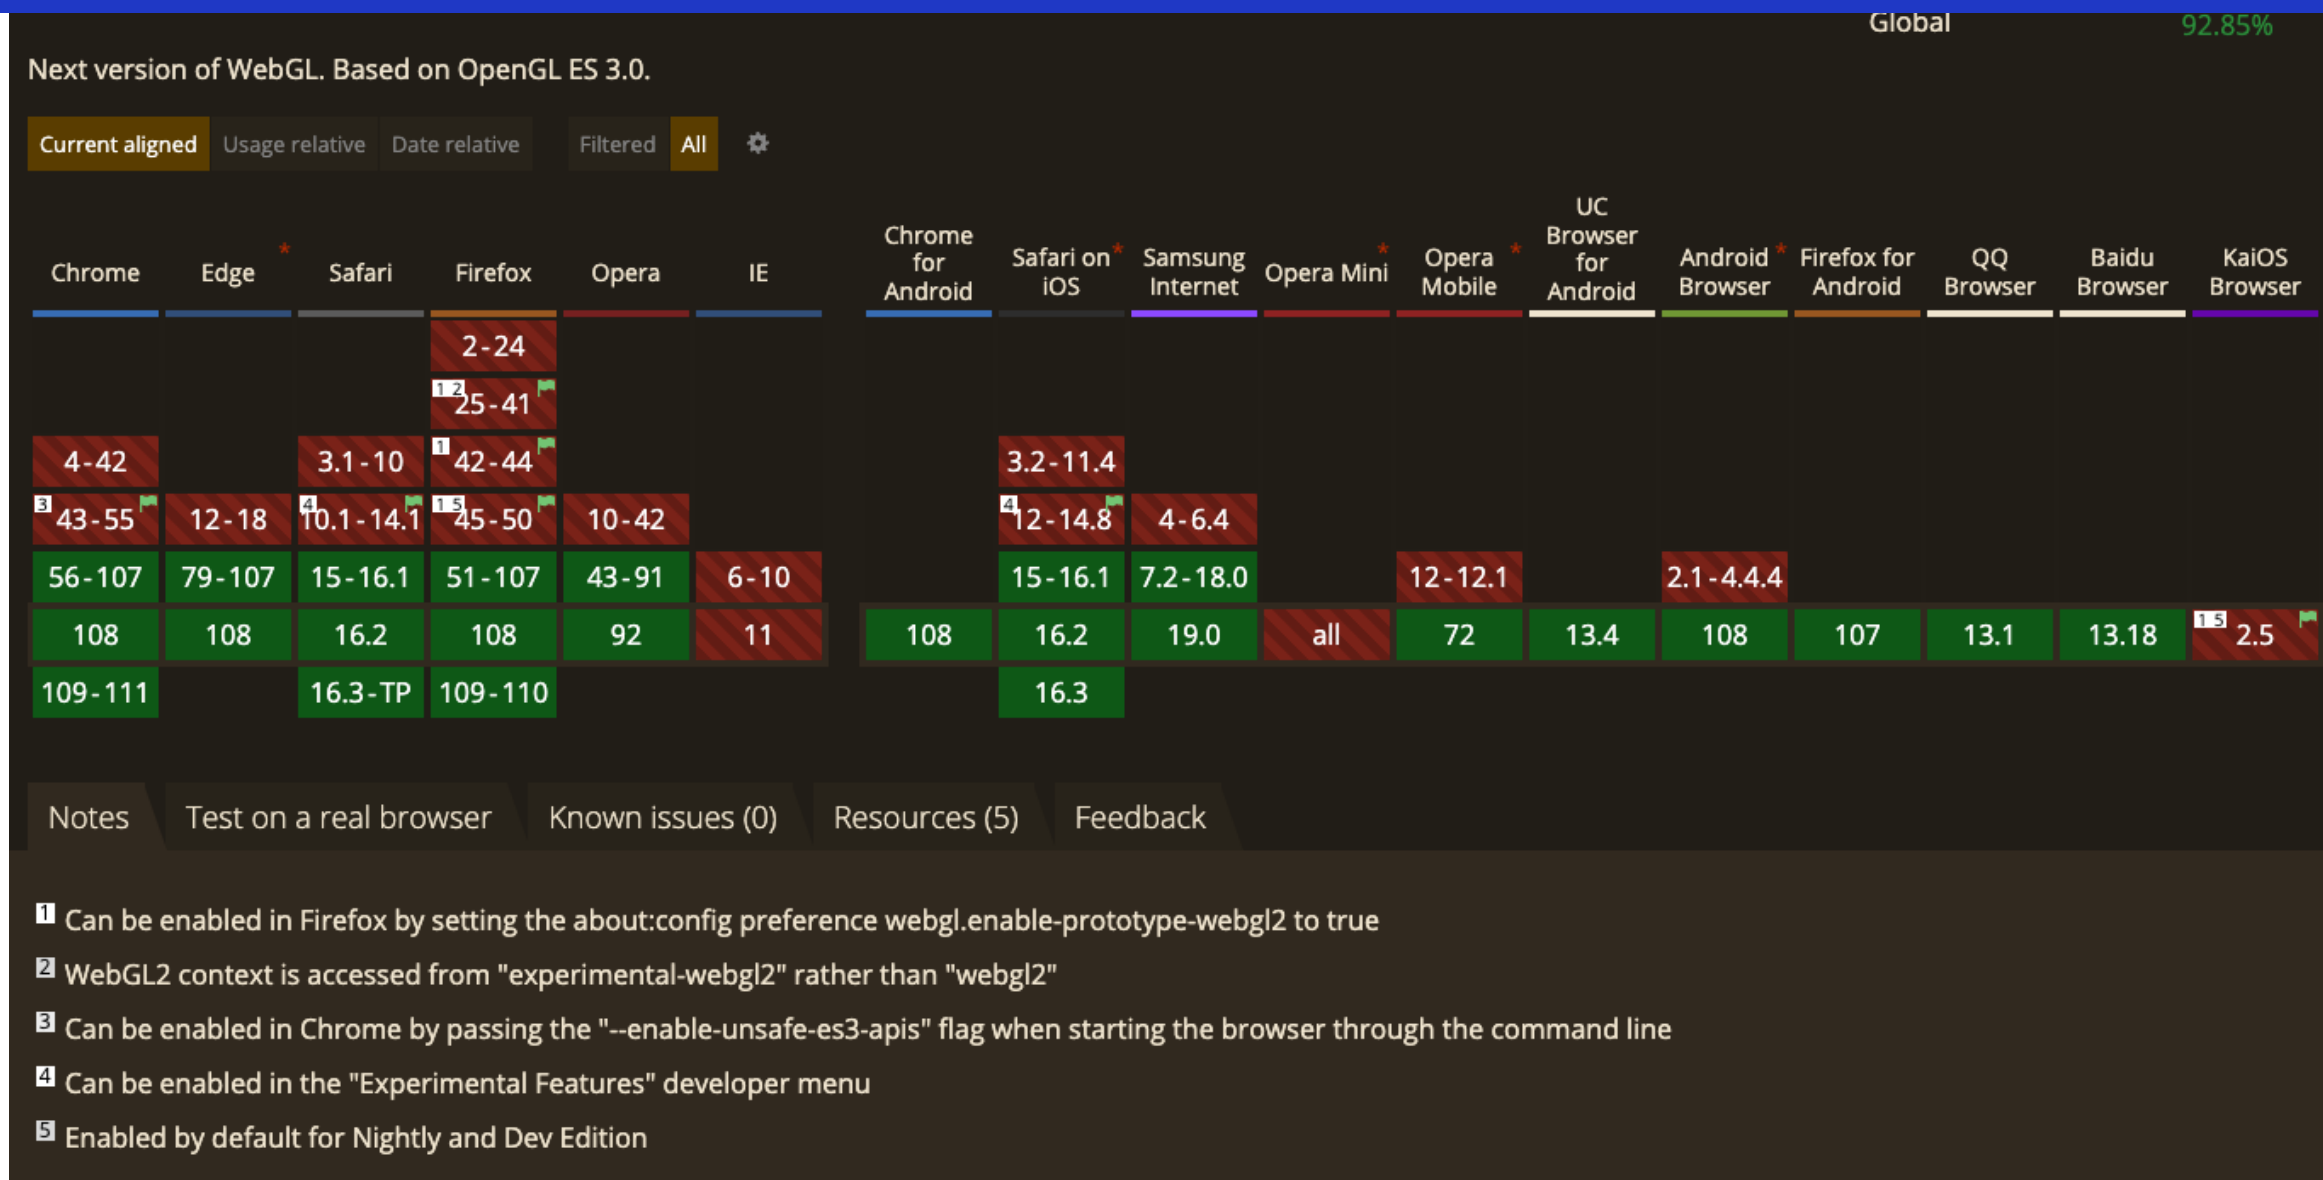 Global 92.85%
Next version of WebGL. Based on OpenGL ES 3.0.
Current aligned Usage relative Date relative Filtered All
Chrome Edge * Safari Firefox Opera IE
Chrome for Android
Safari on iOS *
Samsung Internet
Opera Mini *
Opera Mobile *
UC Browser for Android
Android Browser *
Firefox for Android
QQ Browser
Baidu Browser
KaiOS Browser
2-24
1 2 25-41
4-42 3.1-10 1 42-44 3.2-11.4
3 43-55 12-18 4 10.1-14.1 1 5 45-50 10-42 4 12-14.8 4-6.4
56-107 79-107 15-16.1 51-107 43-91 6-10 15-16.1 7.2-18.0 12-12.1 2.1-4.4.4
108 108 16.2 108 92 11 108 16.2 19.0 all 72 13.4 108 107 13.1 13.18 1 5 2.5
109-111 16.3-TP 109-110 16.3
Notes Test on a real browser Known issues (0) Resources (5) Feedback
1 Can be enabled in Firefox by setting the about:config preference webgl.enable-prototype-webgl2 to true
2 WebGL2 context is accessed from "experimental-webgl2" rather than "webgl2"
3 Can be enabled in Chrome by passing the "--enable-unsafe-es3-apis" flag when starting the browser through the command line
4 Can be enabled in the "Experimental Features" developer menu
5 Enabled by default for Nightly and Dev Edition